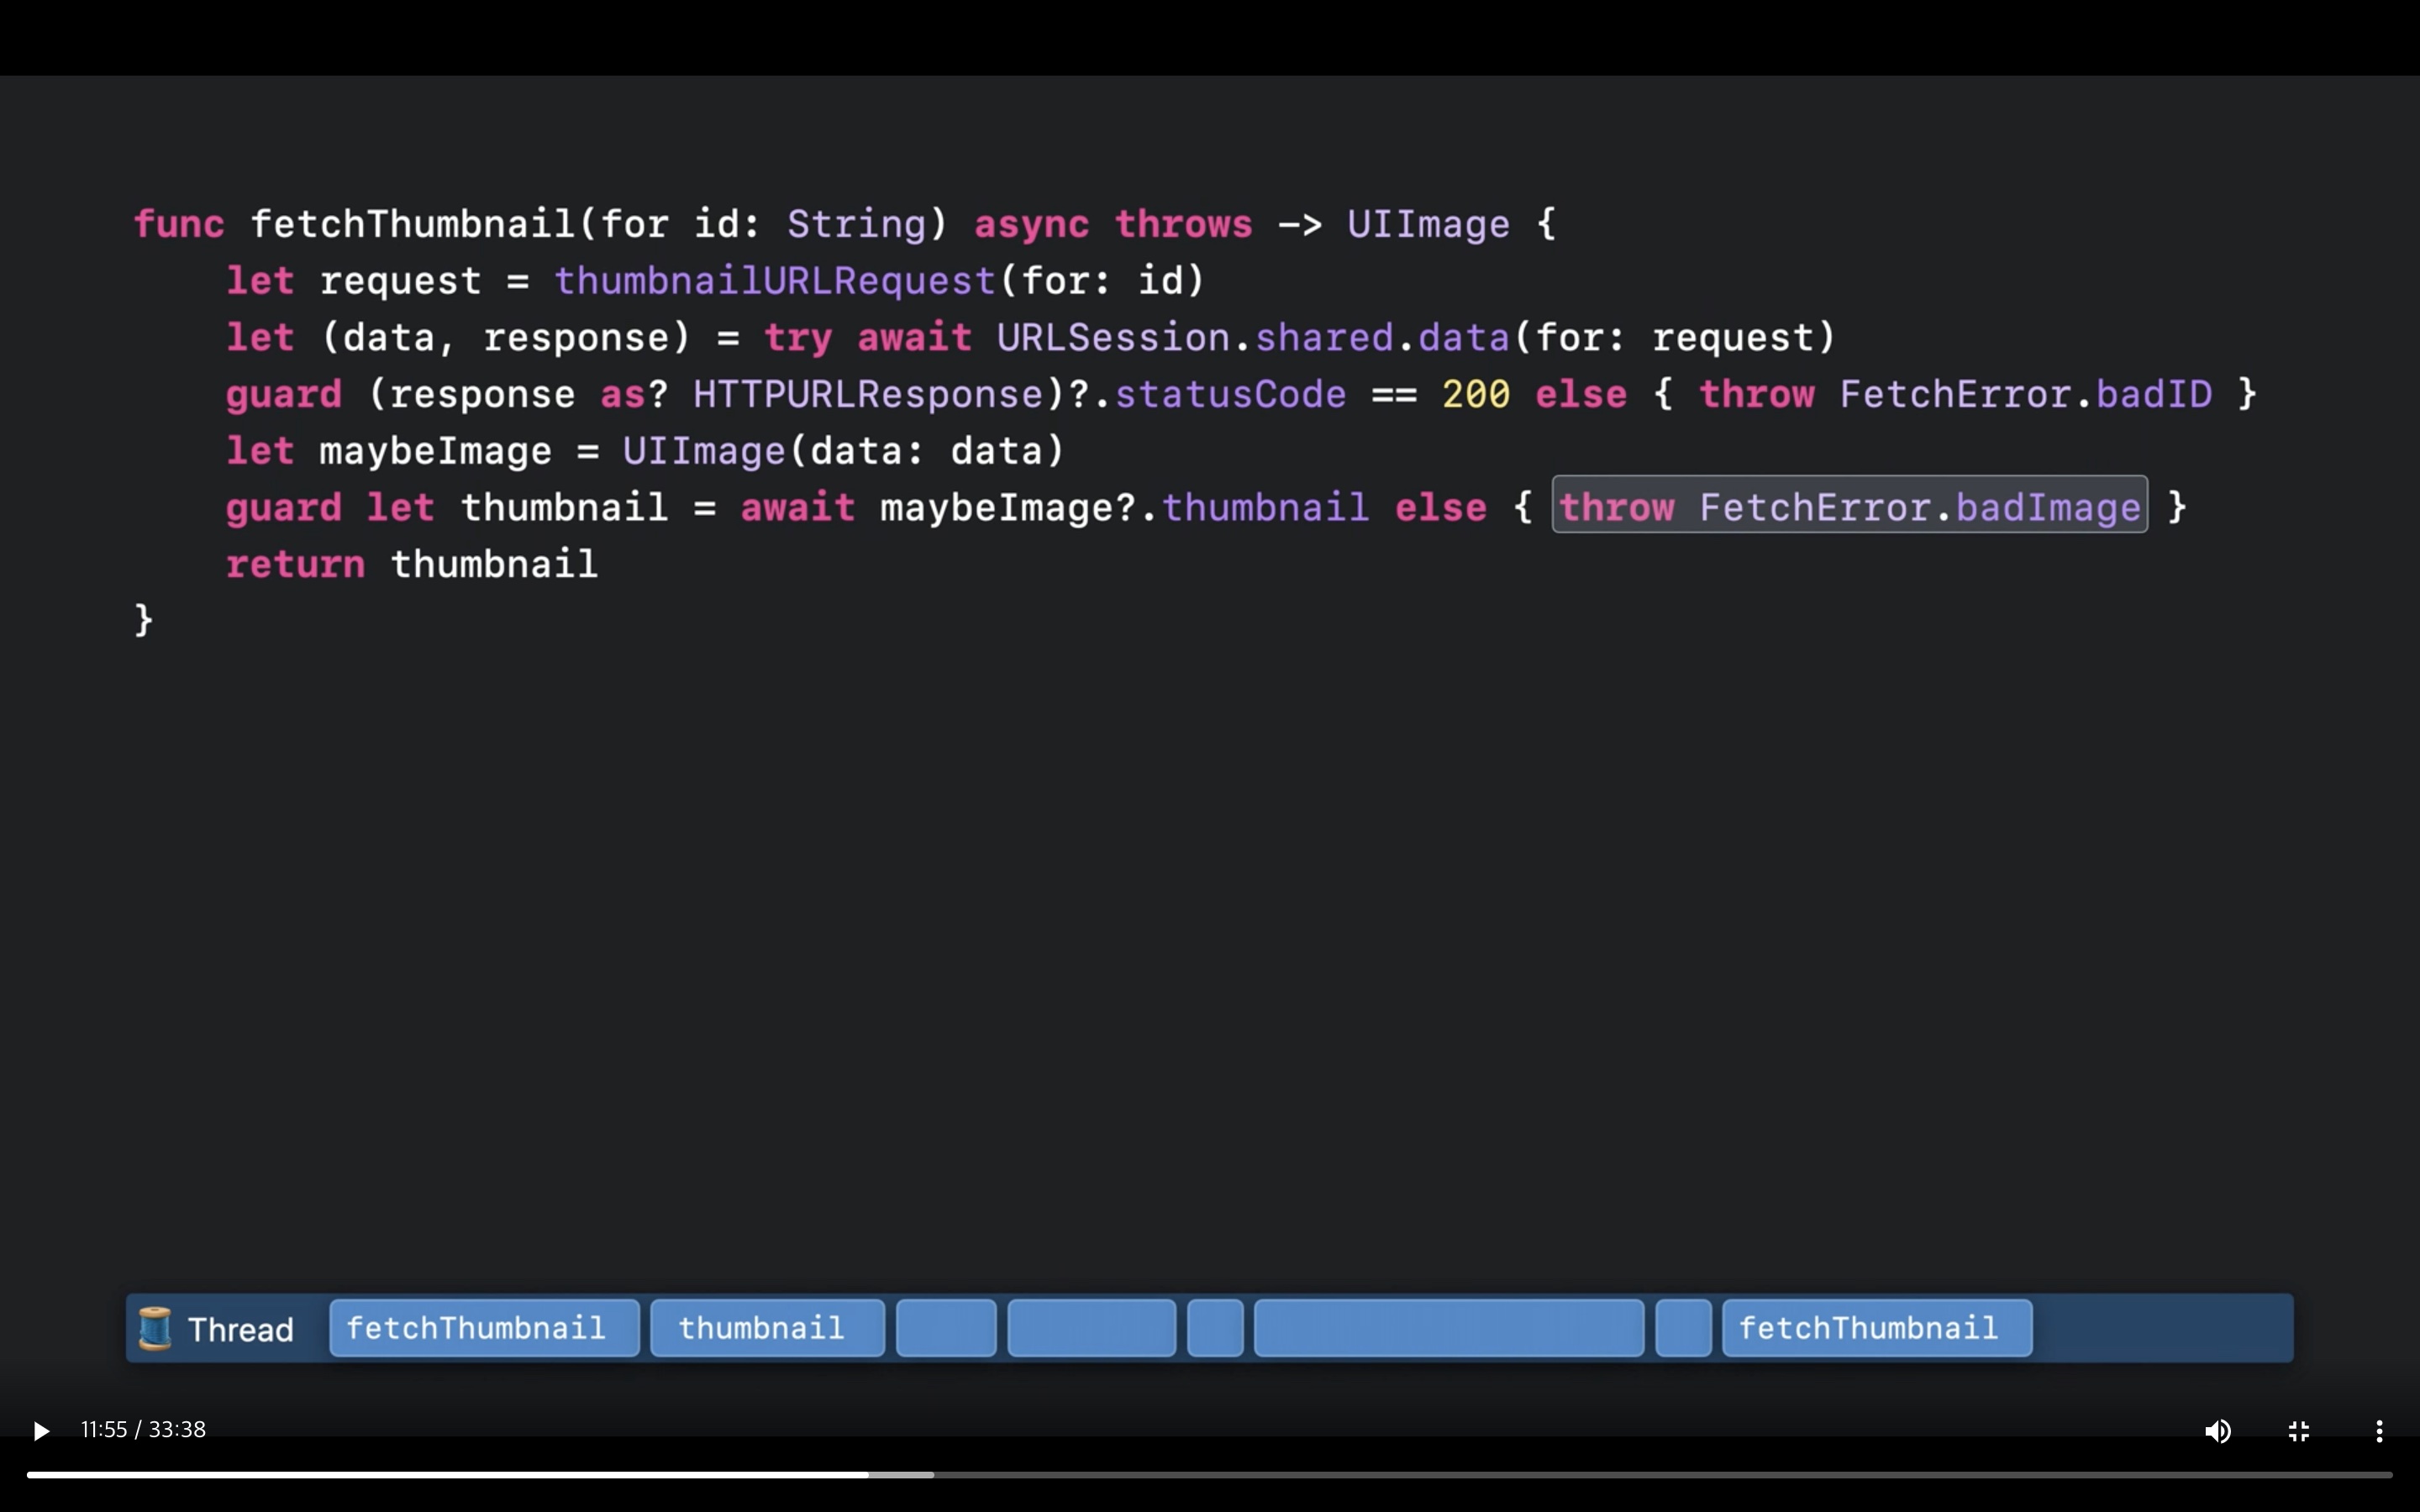 func fetchThumbnail(for id: String) async throws -> UIImage {
    let request = thumbnailURLRequest(for: id)
    let (data, response) = try await URLSession.shared.data(for: request)
    guard (response as? HTTPURLResponse)?.statusCode == 200 else { throw FetchError.badID }
    let maybeImage = UIImage(data: data)
    guard let thumbnail = await maybeImage?.thumbnail else { throw FetchError.badImage }
    return thumbnail
}
Thread fetchThumbnail thumbnail fetchThumbnail
11:55 / 33:38